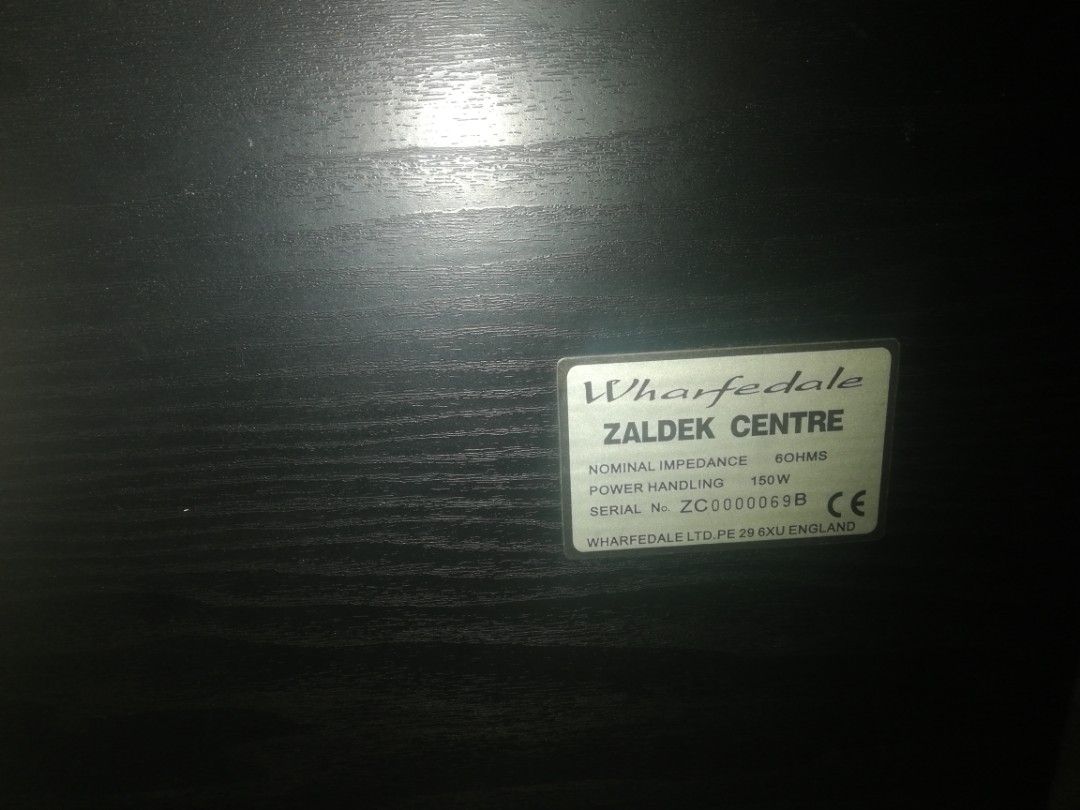 Wharfedale
ZALDEK CENTRE
NOMINAL IMPEDANCE 6OHMS
POWER HANDLING 150W
SERIAL No. ZC0000069B CE
WHARFEDALE LTD.PE 29 6XU ENGLAND